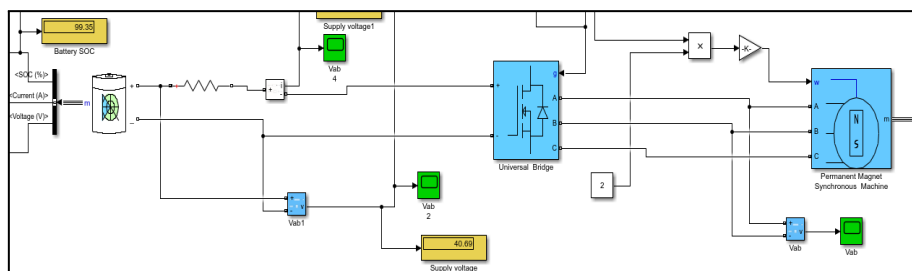 99.35
Battery SOC
<SOC (%)>
<Current (A)>
<Voltage (V)>
m
+
−
Supply voltage1
Vab
4
+ i
-
Vab1
+
-
v
Vab
2
40.69
Supply voltage
g
+
-
A
B
C
Universal Bridge
×
-K-
2
w
A
B
C
N
S
m
Permanent Magnet
Synchronous Machine
+
-
v
Vab